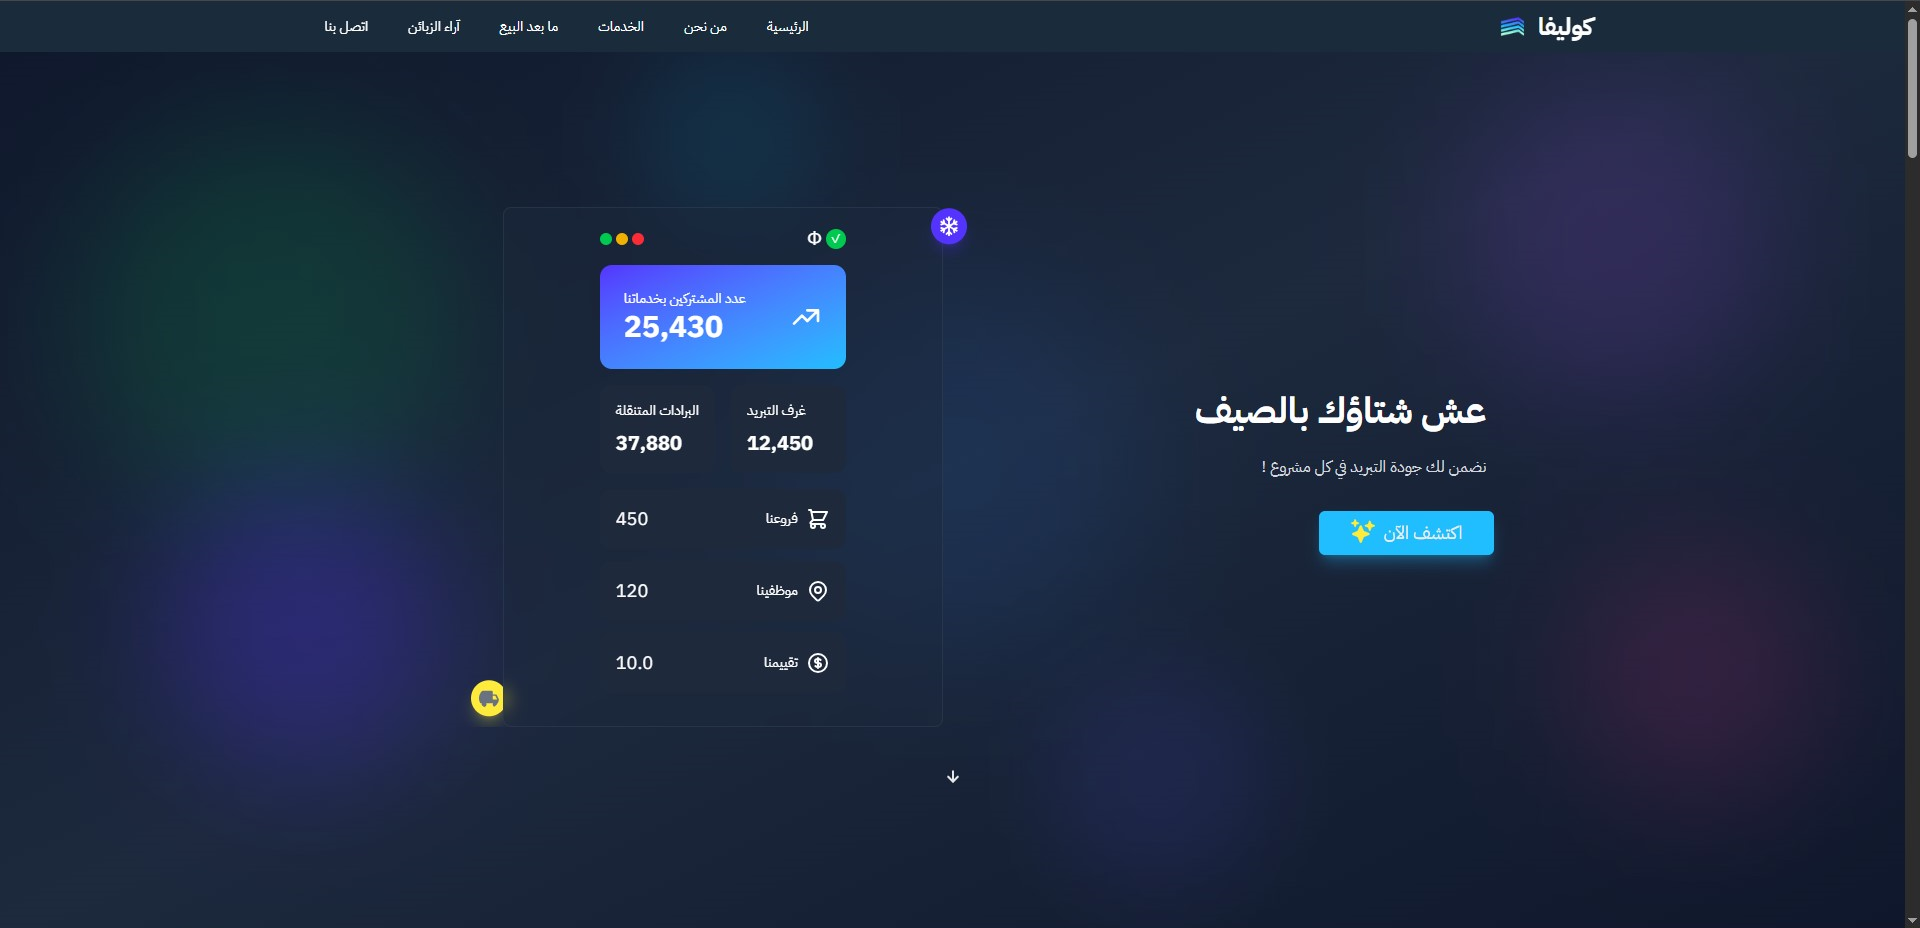 كوليفا
الرئيسية
من نحن
الخدمات
ما بعد البيع
آراء الزبائن
اتصل بنا
عش شتاؤك بالصيف
نضمن لك جودة التبريد في كل مشروع !
اكتشف الآن
Φ
عدد المشتركين بخدماتنا
25,430
غرف التبريد
12,450
البرادات المتنقلة
37,880
فروعنا 450
موظفينا 120
تقييمنا 10.0